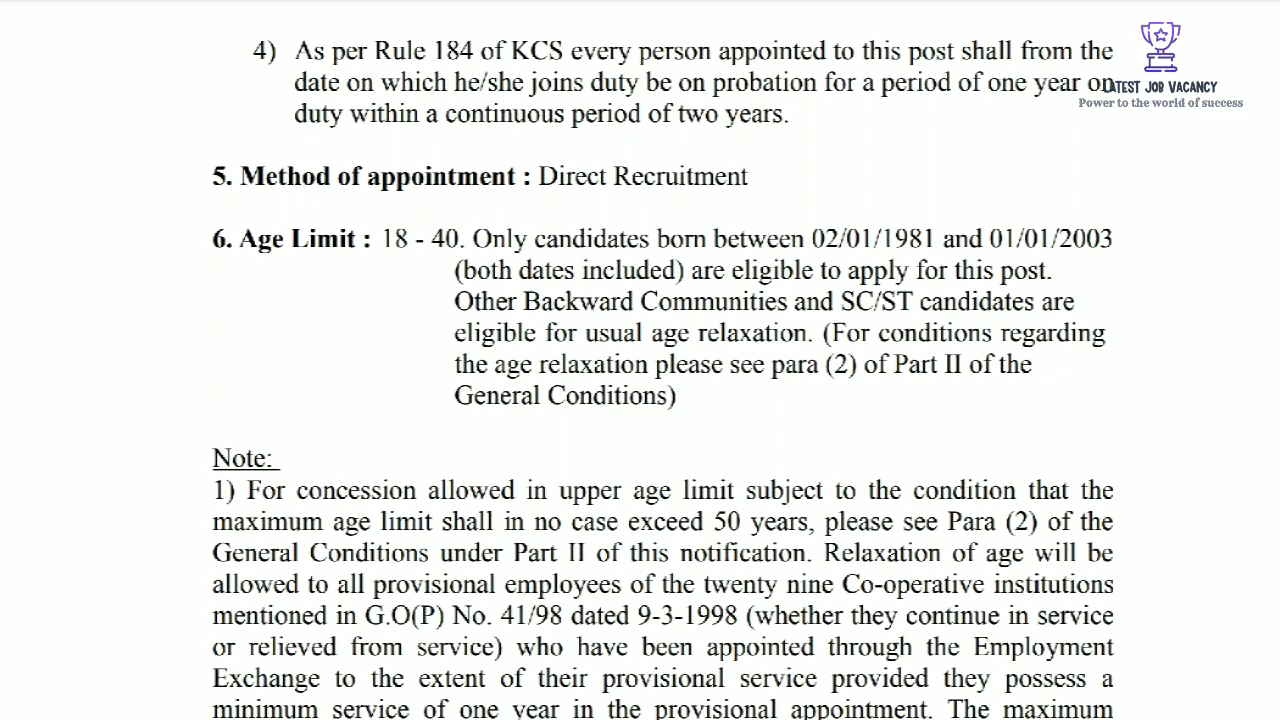 4) As per Rule 184 of KCS every person appointed to this post shall from the
date on which he/she joins duty be on probation for a period of one year on
duty within a continuous period of two years.
LATEST JOB VACANCY
Power to the world of success
5. Method of appointment : Direct Recruitment
6. Age Limit : 18 - 40. Only candidates born between 02/01/1981 and 01/01/2003
(both dates included) are eligible to apply for this post.
Other Backward Communities and SC/ST candidates are
eligible for usual age relaxation. (For conditions regarding
the age relaxation please see para (2) of Part II of the
General Conditions)
Note:
1) For concession allowed in upper age limit subject to the condition that the
maximum age limit shall in no case exceed 50 years, please see Para (2) of the
General Conditions under Part II of this notification. Relaxation of age will be
allowed to all provisional employees of the twenty nine Co-operative institutions
mentioned in G.O(P) No. 41/98 dated 9-3-1998 (whether they continue in service
or relieved from service) who have been appointed through the Employment
Exchange to the extent of their provisional service provided they possess a
minimum service of one year in the provisional appointment. The maximum